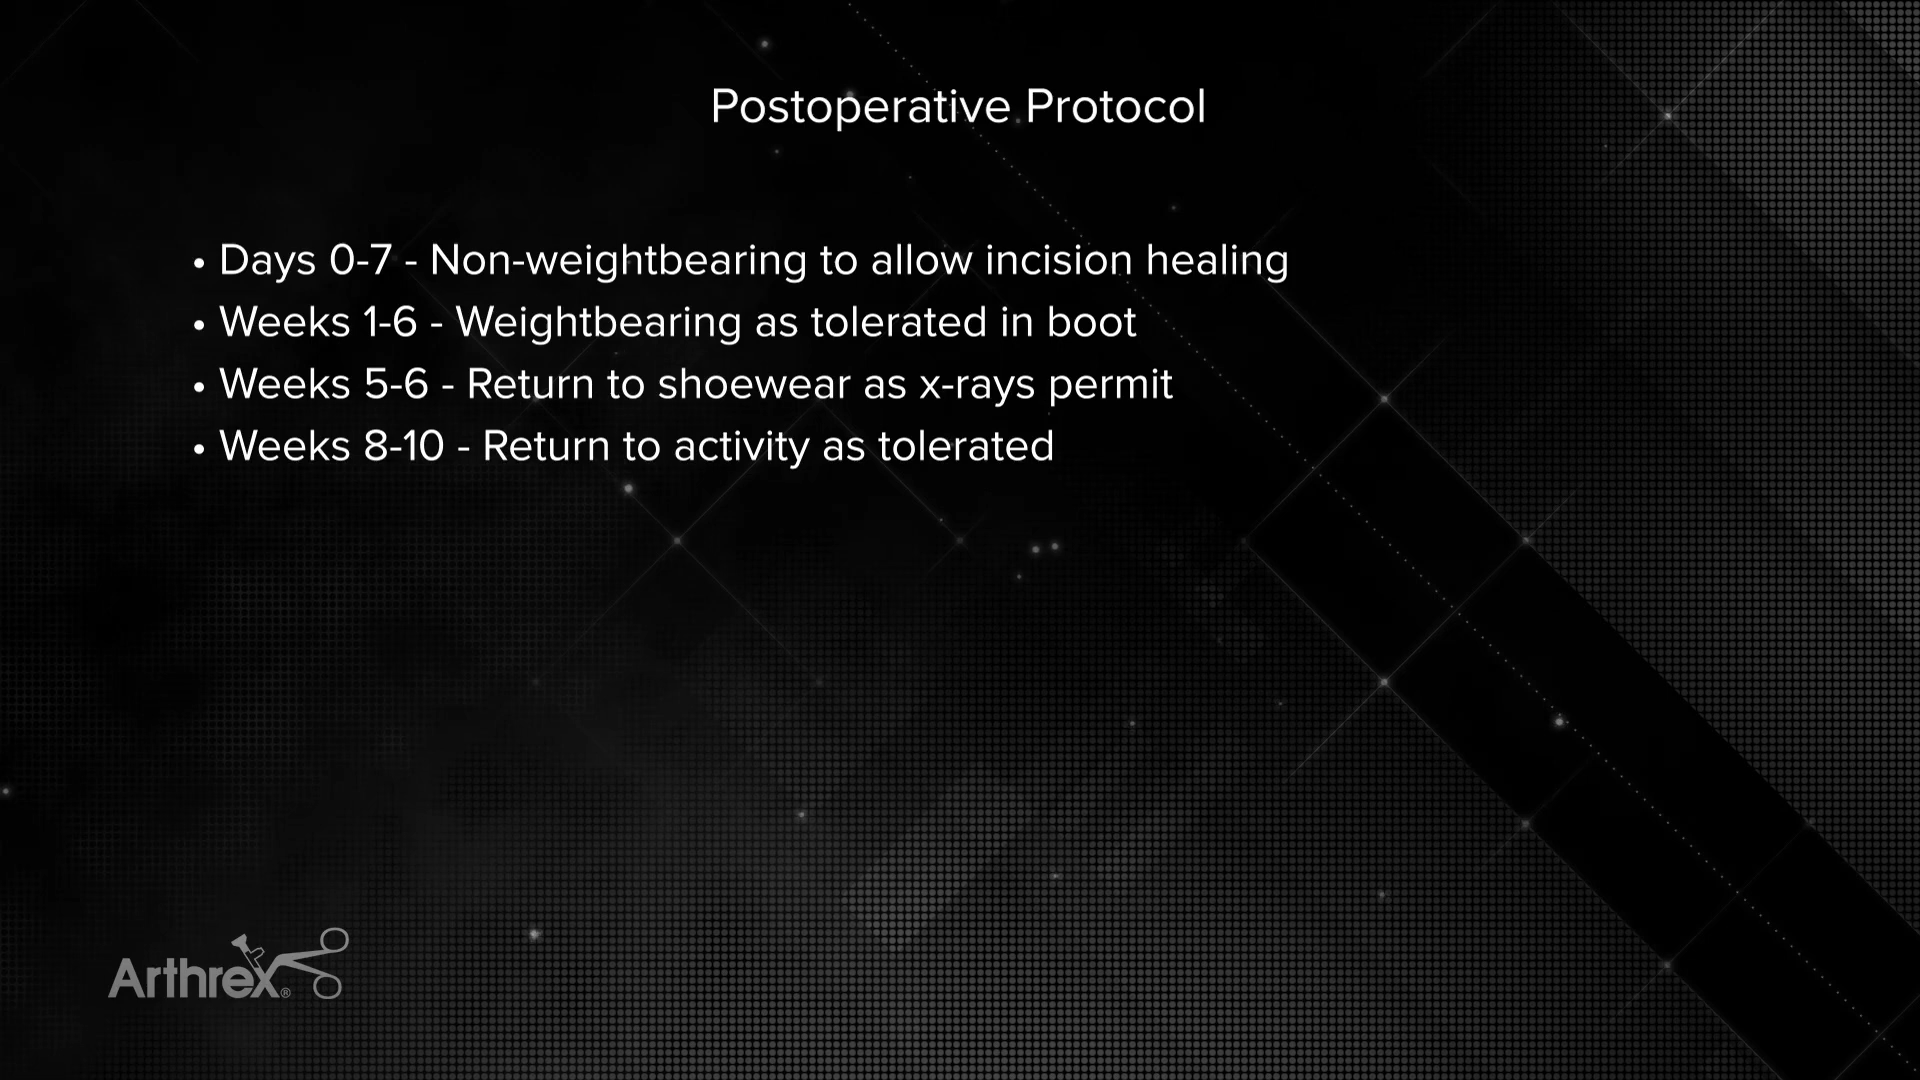 Postoperative Protocol
• Days 0-7 - Non-weightbearing to allow incision healing
• Weeks 1-6 - Weightbearing as tolerated in boot
• Weeks 5-6 - Return to shoewear as x-rays permit
• Weeks 8-10 - Return to activity as tolerated
Arthrex®